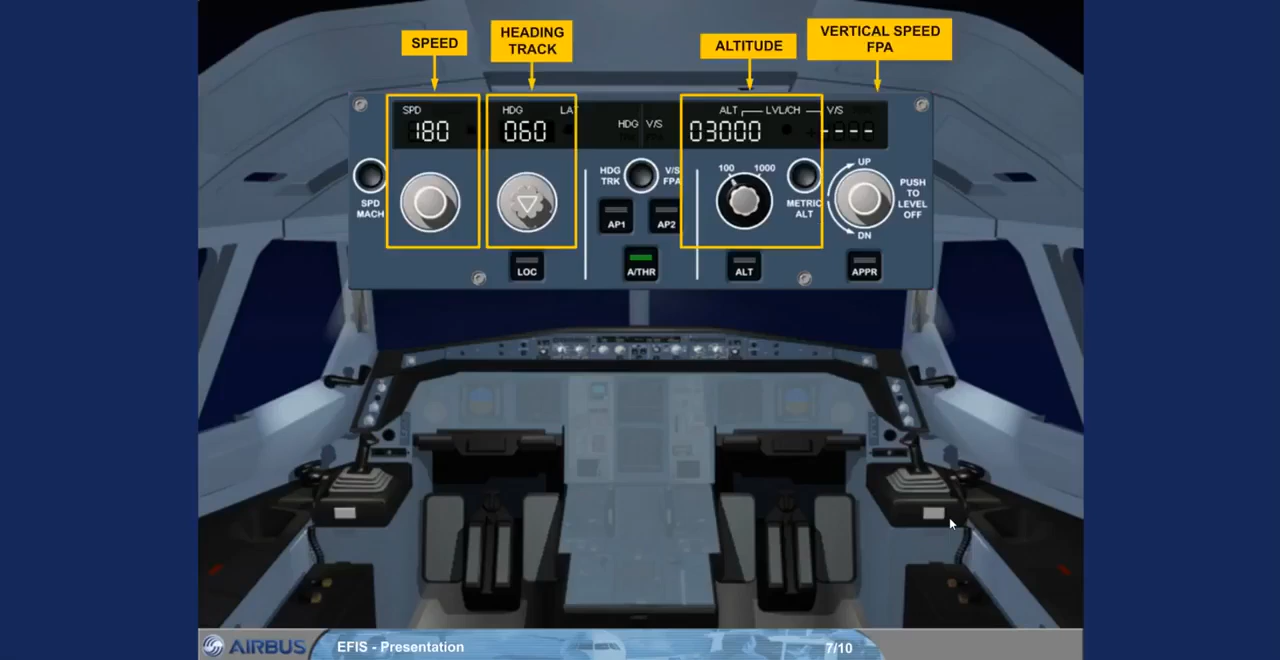 SPEED
HEADING
TRACK
ALTITUDE
VERTICAL SPEED
FPA
SPD
HDG
LAT
HDG V/S
ALT
LVL/CH
V/S
180
060
03000
- - - -
HDG
TRK
V/S
FPA
100
1000
UP
SPD
MACH
AP1
AP2
METRIC
ALT
PUSH
TO
LEVEL
OFF
DN
LOC
A/THR
ALT
APPR
AIRBUS
EFIS - Presentation
7/10